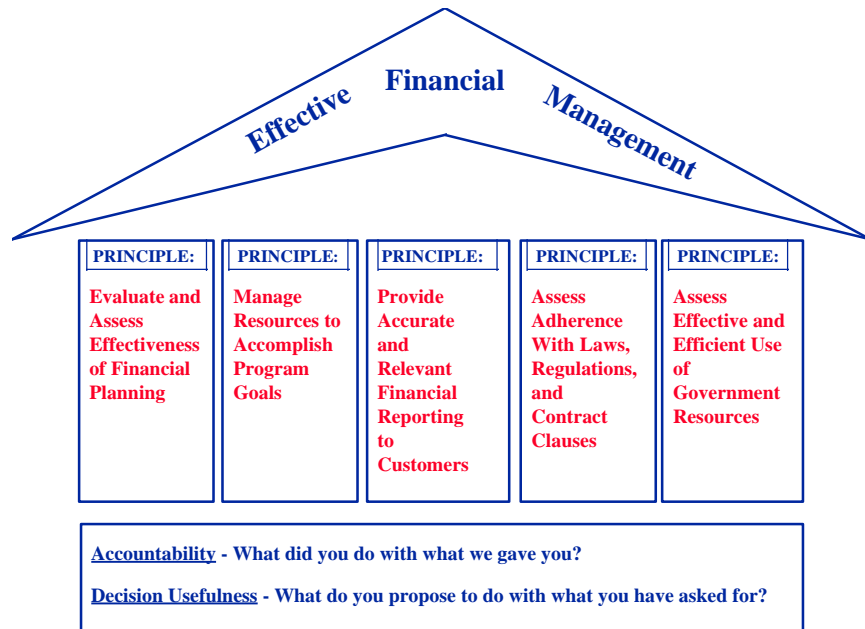 Effective Financial Management
PRINCIPLE:
Evaluate and
Assess
Effectiveness
of Financial
Planning
PRINCIPLE:
Manage
Resources to
Accomplish
Program
Goals
PRINCIPLE:
Provide
Accurate
and
Relevant
Financial
Reporting
to
Customers
PRINCIPLE:
Assess
Adherence
With Laws,
Regulations,
and
Contract
Clauses
PRINCIPLE:
Assess
Effective and
Efficient Use
of
Government
Resources
Accountability - What did you do with what we gave you?
Decision Usefulness - What do you propose to do with what you have asked for?